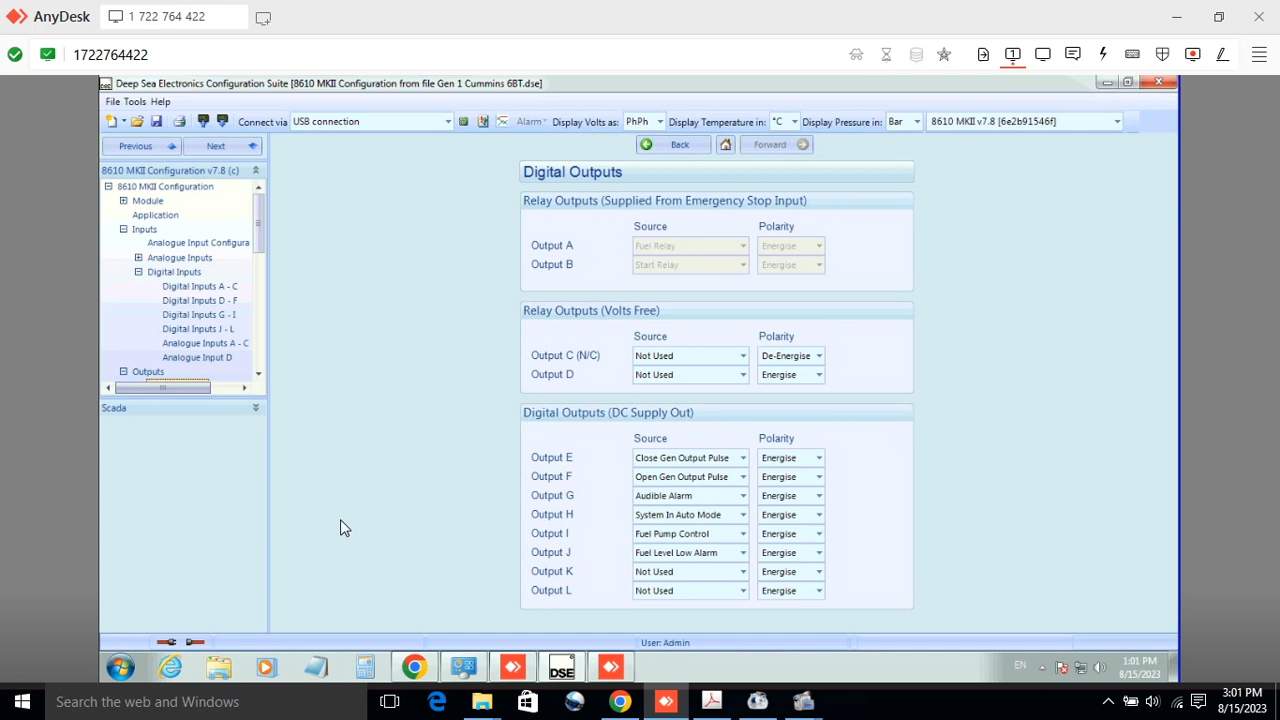 AnyDesk
1 722 764 422
1722764422
Deep Sea Electronics Configuration Suite [8610 MKII Configuration from file Gen 1 Cummins 6BT.dse]
File Tools Help
Connect via USB connection Alarm Display Volts as: PhPh Display Temperature in: °C Display Pressure in: Bar 8610 MKII v7.8 [6e2b91546f]
Previous Next
Back Forward
8610 MKII Configuration v7.8 (c)
8610 MKII Configuration
Module
Application
Inputs
Analogue Input Configura
Analogue Inputs
Digital Inputs
Digital Inputs A - C
Digital Inputs D - F
Digital Inputs G - I
Digital Inputs J - L
Analogue Inputs A - C
Analogue Input D
Outputs
Scada
Digital Outputs
Relay Outputs (Supplied From Emergency Stop Input)
Source Polarity
Output A Fuel Relay Energise
Output B Start Relay Energise
Relay Outputs (Volts Free)
Source Polarity
Output C (N/C) Not Used De-Energise
Output D Not Used Energise
Digital Outputs (DC Supply Out)
Source Polarity
Output E Close Gen Output Pulse Energise
Output F Open Gen Output Pulse Energise
Output G Audible Alarm Energise
Output H System In Auto Mode Energise
Output I Fuel Pump Control Energise
Output J Fuel Level Low Alarm Energise
Output K Not Used Energise
Output L Not Used Energise
User: Admin
DSE
EN
1:01 PM
8/15/2023
Search the web and Windows
3:01 PM
8/15/2023